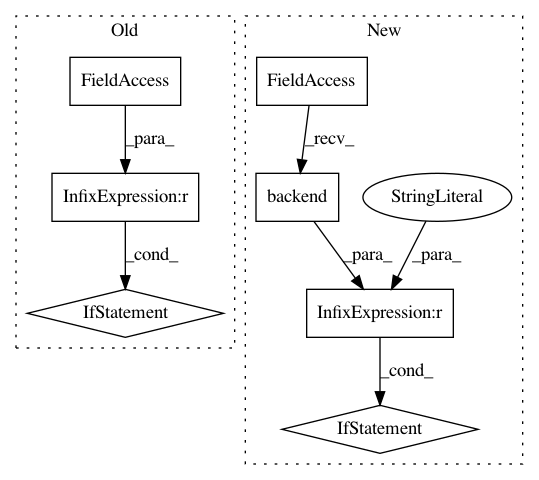 Old
New
FieldAccess
FieldAccess
_para_
_recv_
InfixExpression:r
backend
StringLiteral
_cond_
_para_
_para_
IfStatement
InfixExpression:r
_cond_
IfStatement